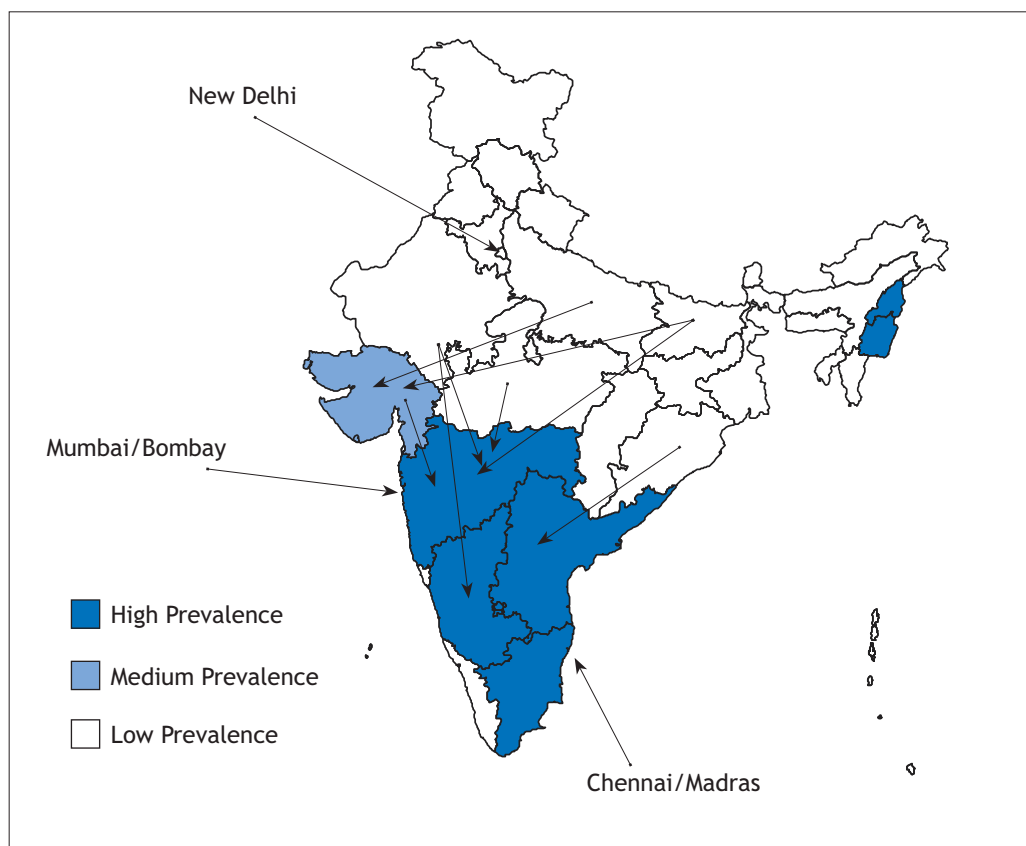 New Delhi
Mumbai/Bombay
High Prevalence
Medium Prevalence
Low Prevalence
Chennai/Madras